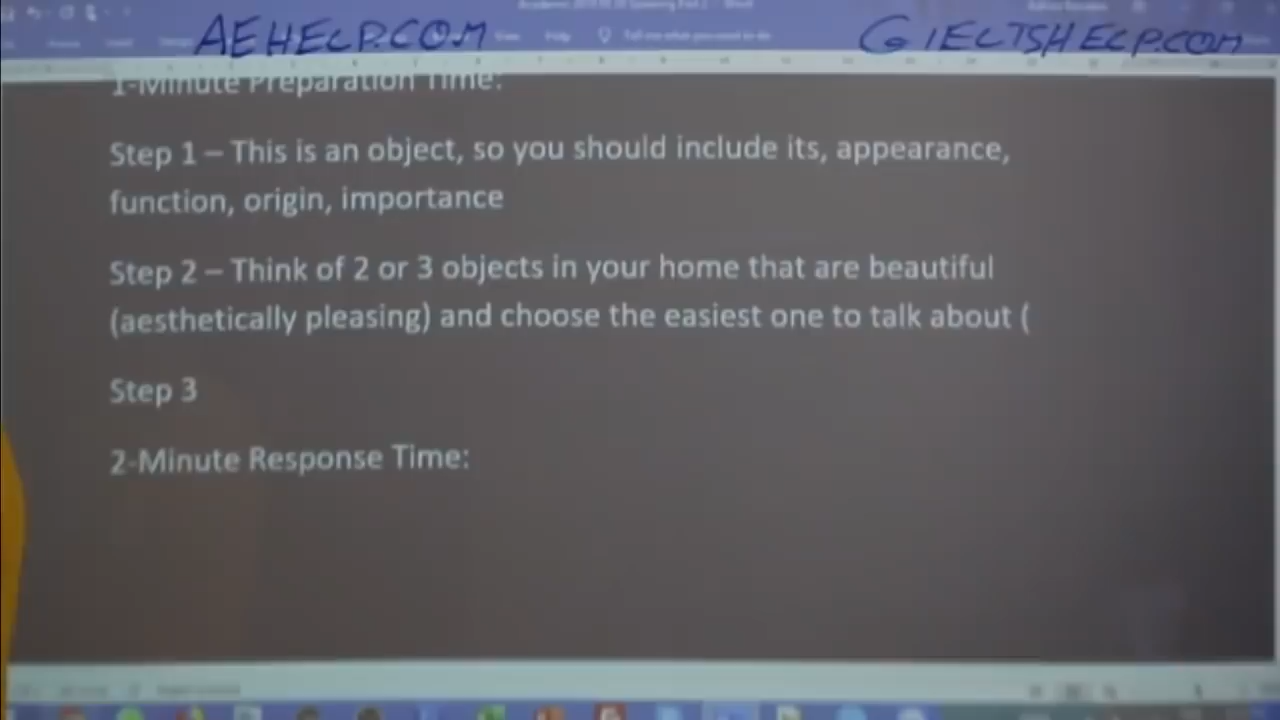 AEHELP.COM
GIELTSHELP.COM
1-Minute Preparation Time:
Step 1 – This is an object, so you should include its, appearance,
function, origin, importance
Step 2 – Think of 2 or 3 objects in your home that are beautiful
(aesthetically pleasing) and choose the easiest one to talk about (
Step 3
2-Minute Response Time: